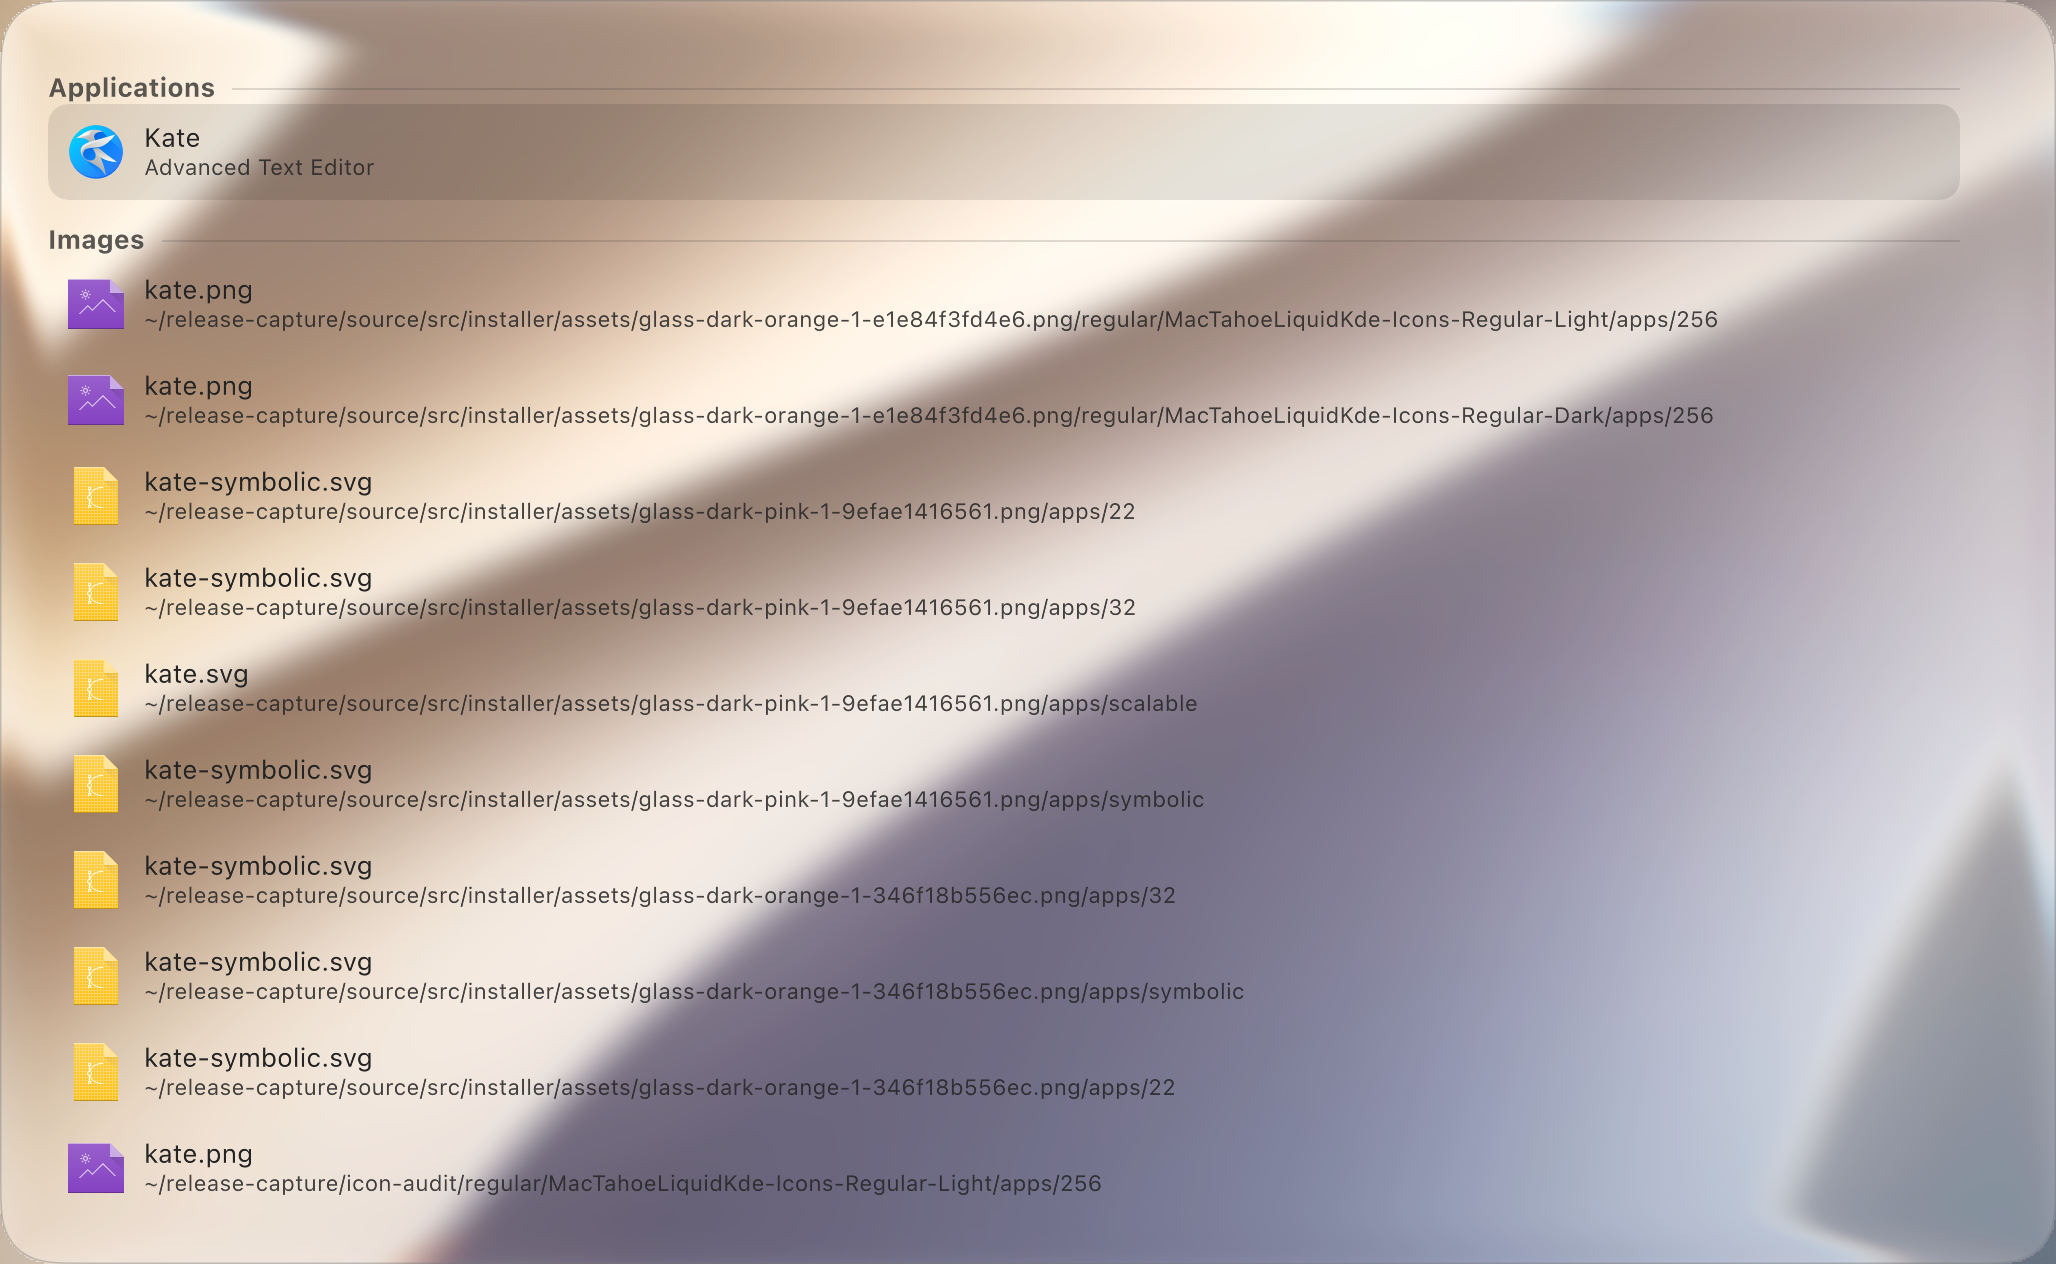 Applications
Kate
Advanced Text Editor
Images
kate.png
~/release-capture/source/src/installer/assets/glass-dark-orange-1-e1e84f3fd4e6.png/regular/MacTahoeLiquidKde-Icons-Regular-Light/apps/256
kate.png
~/release-capture/source/src/installer/assets/glass-dark-orange-1-e1e84f3fd4e6.png/regular/MacTahoeLiquidKde-Icons-Regular-Dark/apps/256
kate-symbolic.svg
~/release-capture/source/src/installer/assets/glass-dark-pink-1-9efae1416561.png/apps/22
kate-symbolic.svg
~/release-capture/source/src/installer/assets/glass-dark-pink-1-9efae1416561.png/apps/32
kate.svg
~/release-capture/source/src/installer/assets/glass-dark-pink-1-9efae1416561.png/apps/scalable
kate-symbolic.svg
~/release-capture/source/src/installer/assets/glass-dark-pink-1-9efae1416561.png/apps/symbolic
kate-symbolic.svg
~/release-capture/source/src/installer/assets/glass-dark-orange-1-346f18b556ec.png/apps/32
kate-symbolic.svg
~/release-capture/source/src/installer/assets/glass-dark-orange-1-346f18b556ec.png/apps/symbolic
kate-symbolic.svg
~/release-capture/source/src/installer/assets/glass-dark-orange-1-346f18b556ec.png/apps/22
kate.png
~/release-capture/icon-audit/regular/MacTahoeLiquidKde-Icons-Regular-Light/apps/256